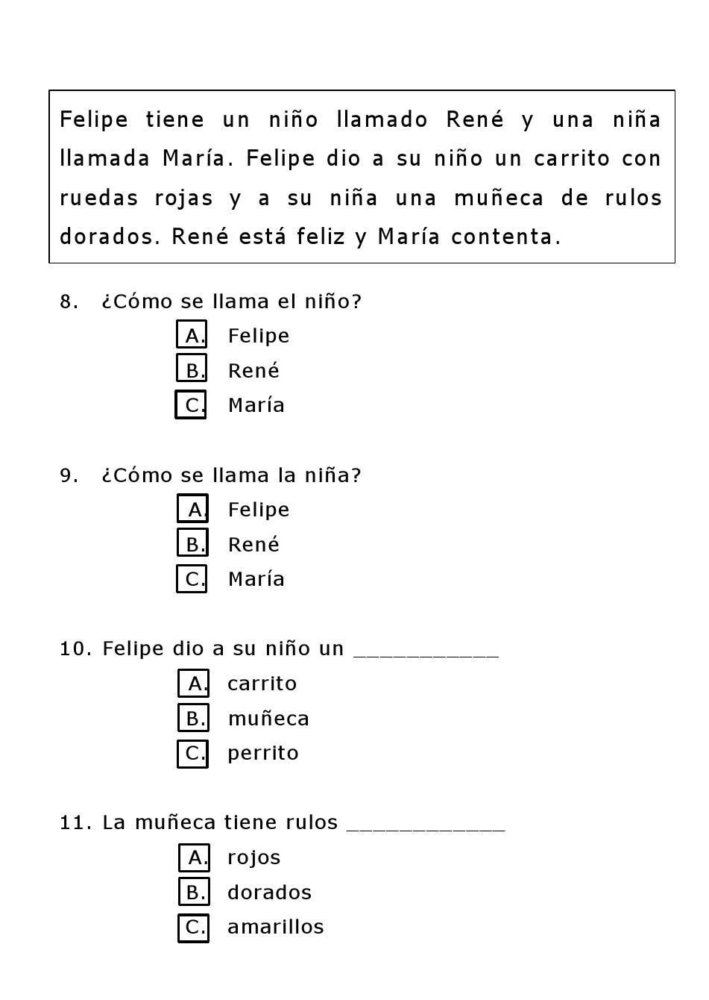 Felipe tiene un niño llamado René y una niña
llamada María. Felipe dio a su niño un carrito con
ruedas rojas y a su niña una muñeca de rulos
dorados. René está feliz y María contenta.
8. ¿Cómo se llama el niño?
A. Felipe
B. René
C. María
9. ¿Cómo se llama la niña?
A. Felipe
B. René
C. María
10. Felipe dio a su niño un ___________
A. carrito
B. muñeca
C. perrito
11. La muñeca tiene rulos ____________
A. rojos
B. dorados
C. amarillos